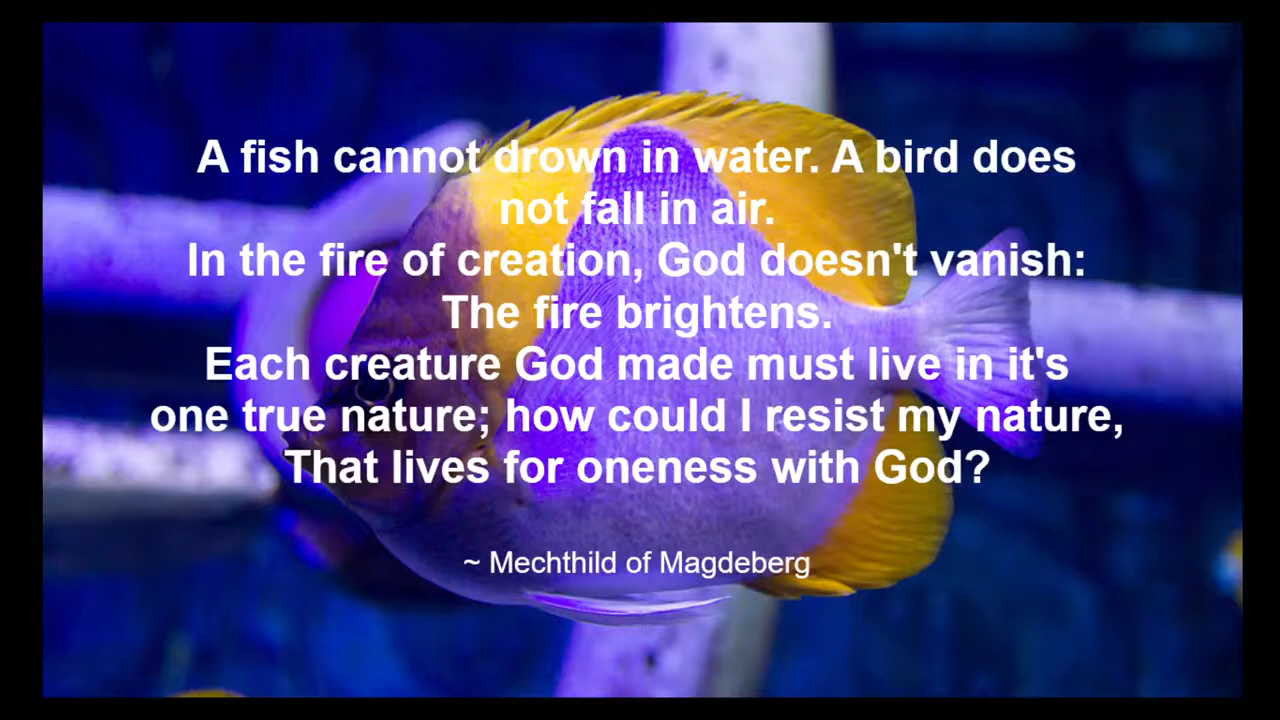 A fish cannot drown in water. A bird does
not fall in air.
In the fire of creation, God doesn't vanish:
The fire brightens.
Each creature God made must live in it's
one true nature; how could I resist my nature,
That lives for oneness with God?
~ Mechthild of Magdeberg